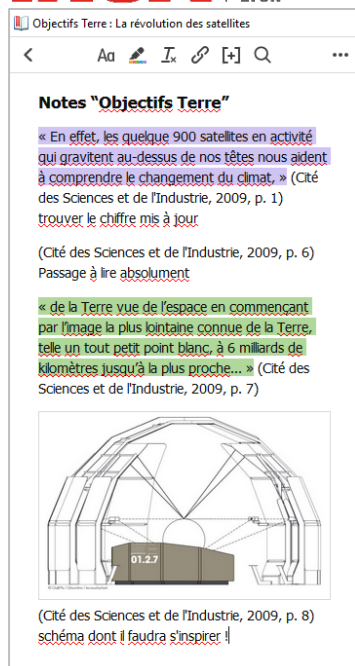 Objectifs Terre : La révolution des satellites
Aa
Notes “Objectifs Terre”
« En effet, les quelque 900 satellites en activité
qui gravitent au-dessus de nos têtes nous aident
à comprendre le changement du climat, » (Cité
des Sciences et de l'Industrie, 2009, p. 1)
trouver le chiffre mis à jour
(Cité des Sciences et de l'Industrie, 2009, p. 6)
Passage à lire absolument
« de la Terre vue de l’espace en commençant
par l’image la plus lointaine connue de la Terre,
telle un tout petit point blanc, à 6 milliards de
kilomètres jusqu’à la plus proche... » (Cité des
Sciences et de l'Industrie, 2009, p. 7)
01.2.7
(Cité des Sciences et de l'Industrie, 2009, p. 8)
schéma dont il faudra s'inspirer !